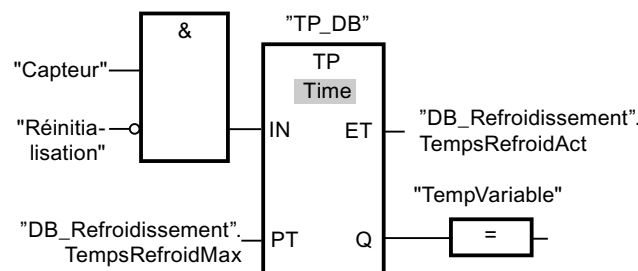 &
"Capteur"
"Réinitia-
lisation"
"TP_DB"
TP
Time
IN
ET
"DB_Refroidissement".
TempsRefroidAct
"TempVariable"
"DB_Refroidissement".
TempsRefroidMax
PT
Q
=